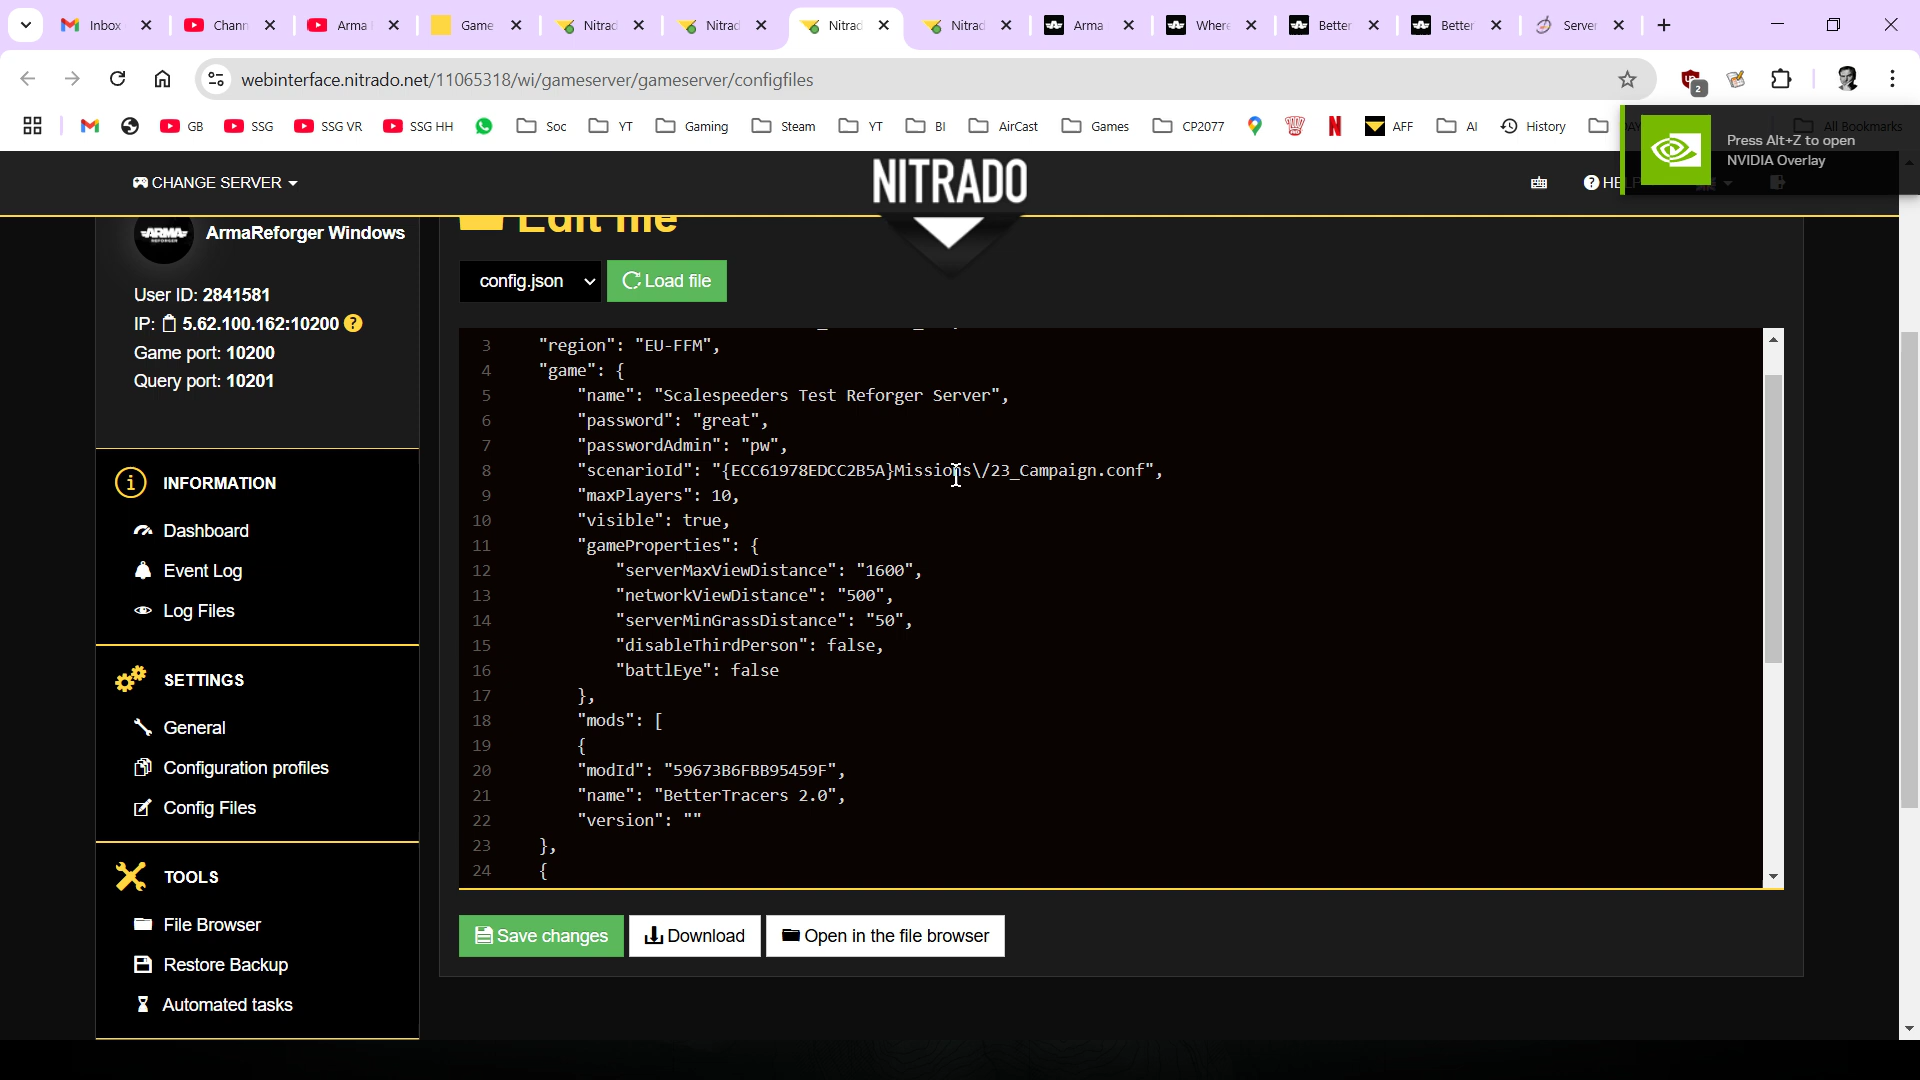 Inbox
Chann
Arma
Game
Nitrad
Nitrad
Nitrad
Nitrad
Arma
Wher
Better
Better
Server
webinterface.nitrado.net/11065318/wi/gameserver/gameserver/configfiles
2
GB
SSG
SSG VR
SSG HH
Soc
YT
Gaming
Steam
YT
BI
AirCast
Games
CP2077
AFF
AI
History
All Bookmarks
Press Alt+Z to open
NVIDIA Overlay
CHANGE SERVER
NITRADO
HELP
Edit file
ARMA
REFORGER
ArmaReforger Windows
User ID: 2841581
IP: 5.62.100.162:10200
Game port: 10200
Query port: 10201
INFORMATION
Dashboard
Event Log
Log Files
SETTINGS
General
Configuration profiles
Config Files
TOOLS
File Browser
Restore Backup
Automated tasks
config.json
Load file
3 "region": "EU-FFM",
4 "game": {
5 "name": "Scalespeeders Test Reforger Server",
6 "password": "great",
7 "passwordAdmin": "pw",
8 "scenarioId": "{ECC61978EDCC2B5A}Missions\/23_Campaign.conf",
9 "maxPlayers": 10,
10 "visible": true,
11 "gameProperties": {
12 "serverMaxViewDistance": "1600",
13 "networkViewDistance": "500",
14 "serverMinGrassDistance": "50",
15 "disableThirdPerson": false,
16 "battlEye": false
17 },
18 "mods": [
19 {
20 "modId": "59673B6FBB95459F",
21 "name": "BetterTracers 2.0",
22 "version": ""
23 },
24 {
Save changes
Download
Open in the file browser